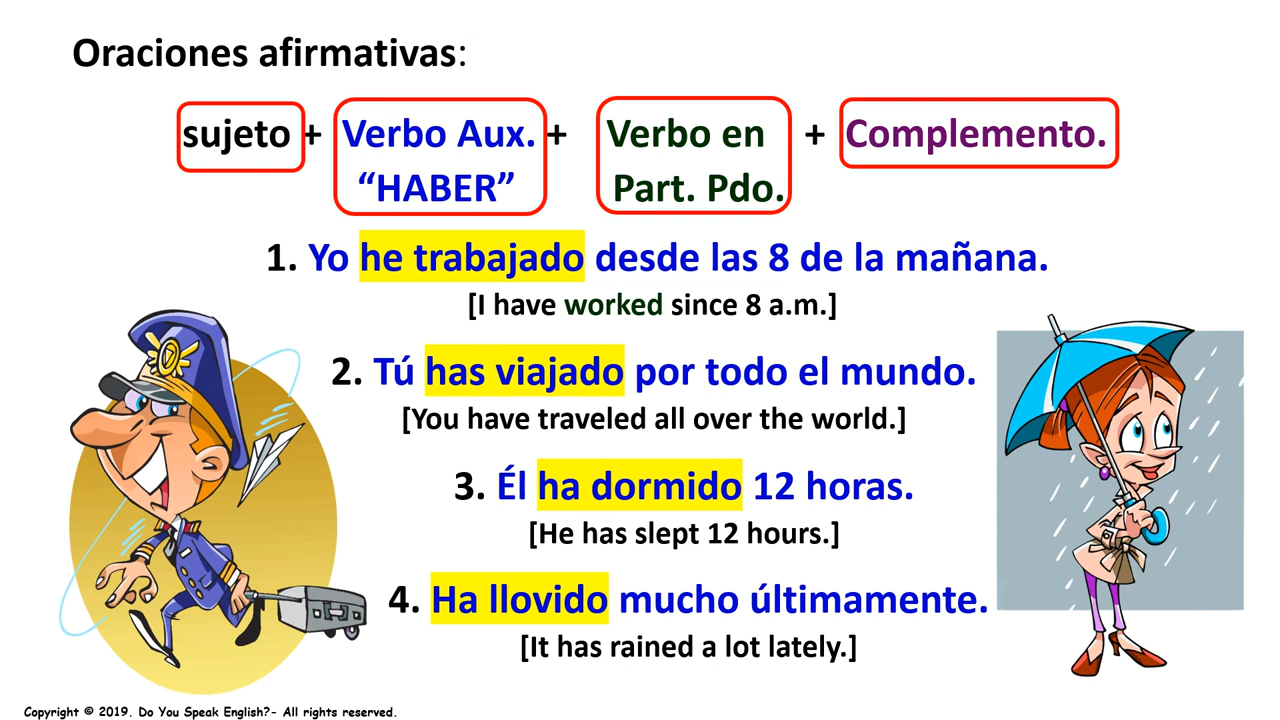 Oraciones afirmativas:
sujeto + Verbo Aux. + Verbo en + Complemento.
“HABER” Part. Pdo.
1. Yo he trabajado desde las 8 de la mañana.
[I have worked since 8 a.m.]
2. Tú has viajado por todo el mundo.
[You have traveled all over the world.]
3. Él ha dormido 12 horas.
[He has slept 12 hours.]
4. Ha llovido mucho últimamente.
[It has rained a lot lately.]
Copyright © 2019. Do You Speak English?- All rights reserved.